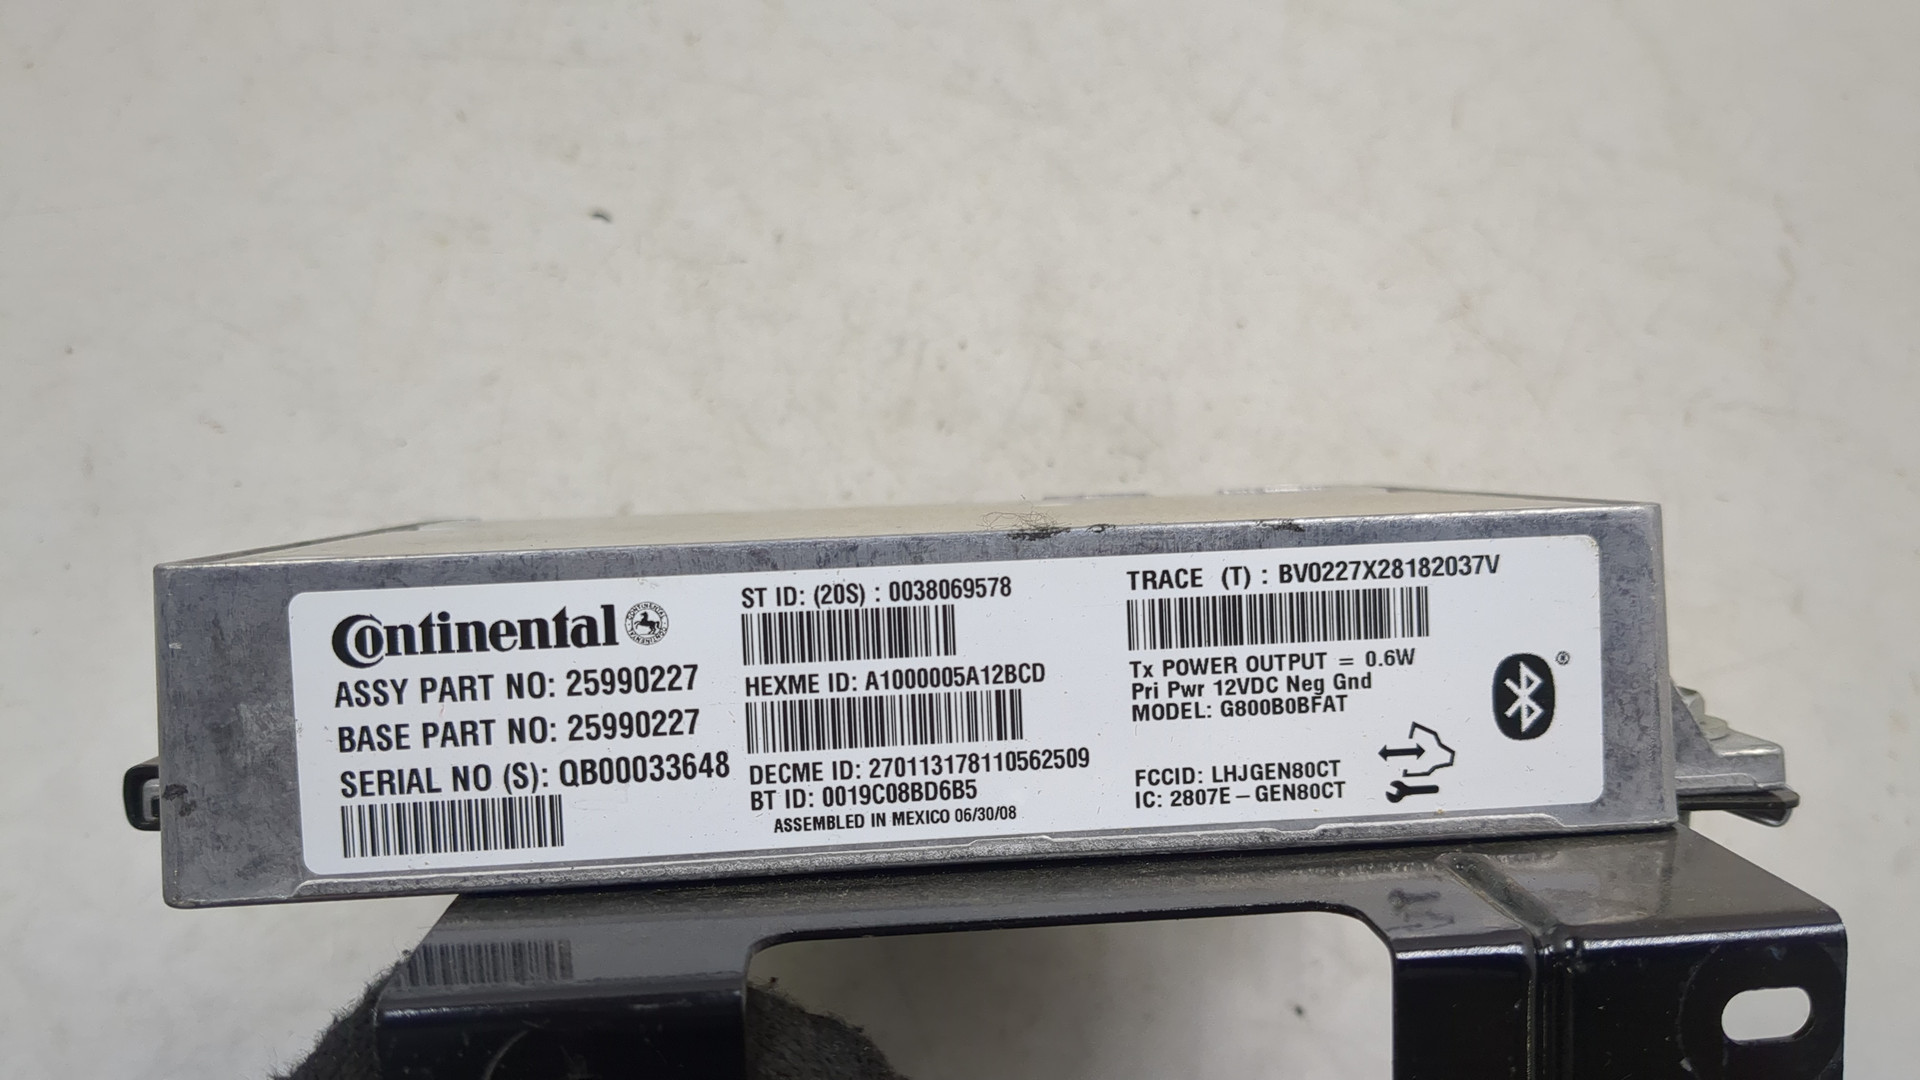 Continental
ASSY PART NO: 25990227
BASE PART NO: 25990227
SERIAL NO (S): QB00033648
ST ID: (20S) : 0038069578
HEXME ID: A1000005A12BCD
DECME ID: 270113178110562509
BT ID: 0019C08BD6B5
ASSEMBLED IN MEXICO 06/30/08
TRACE (T) : BV0227X28182037V
Tx POWER OUTPUT = 0.6W
Pri Pwr 12VDC Neg Gnd
MODEL: G800B0BFAT
®
FCCID: LHJGEN80CT
IC: 2807E – GEN80CT